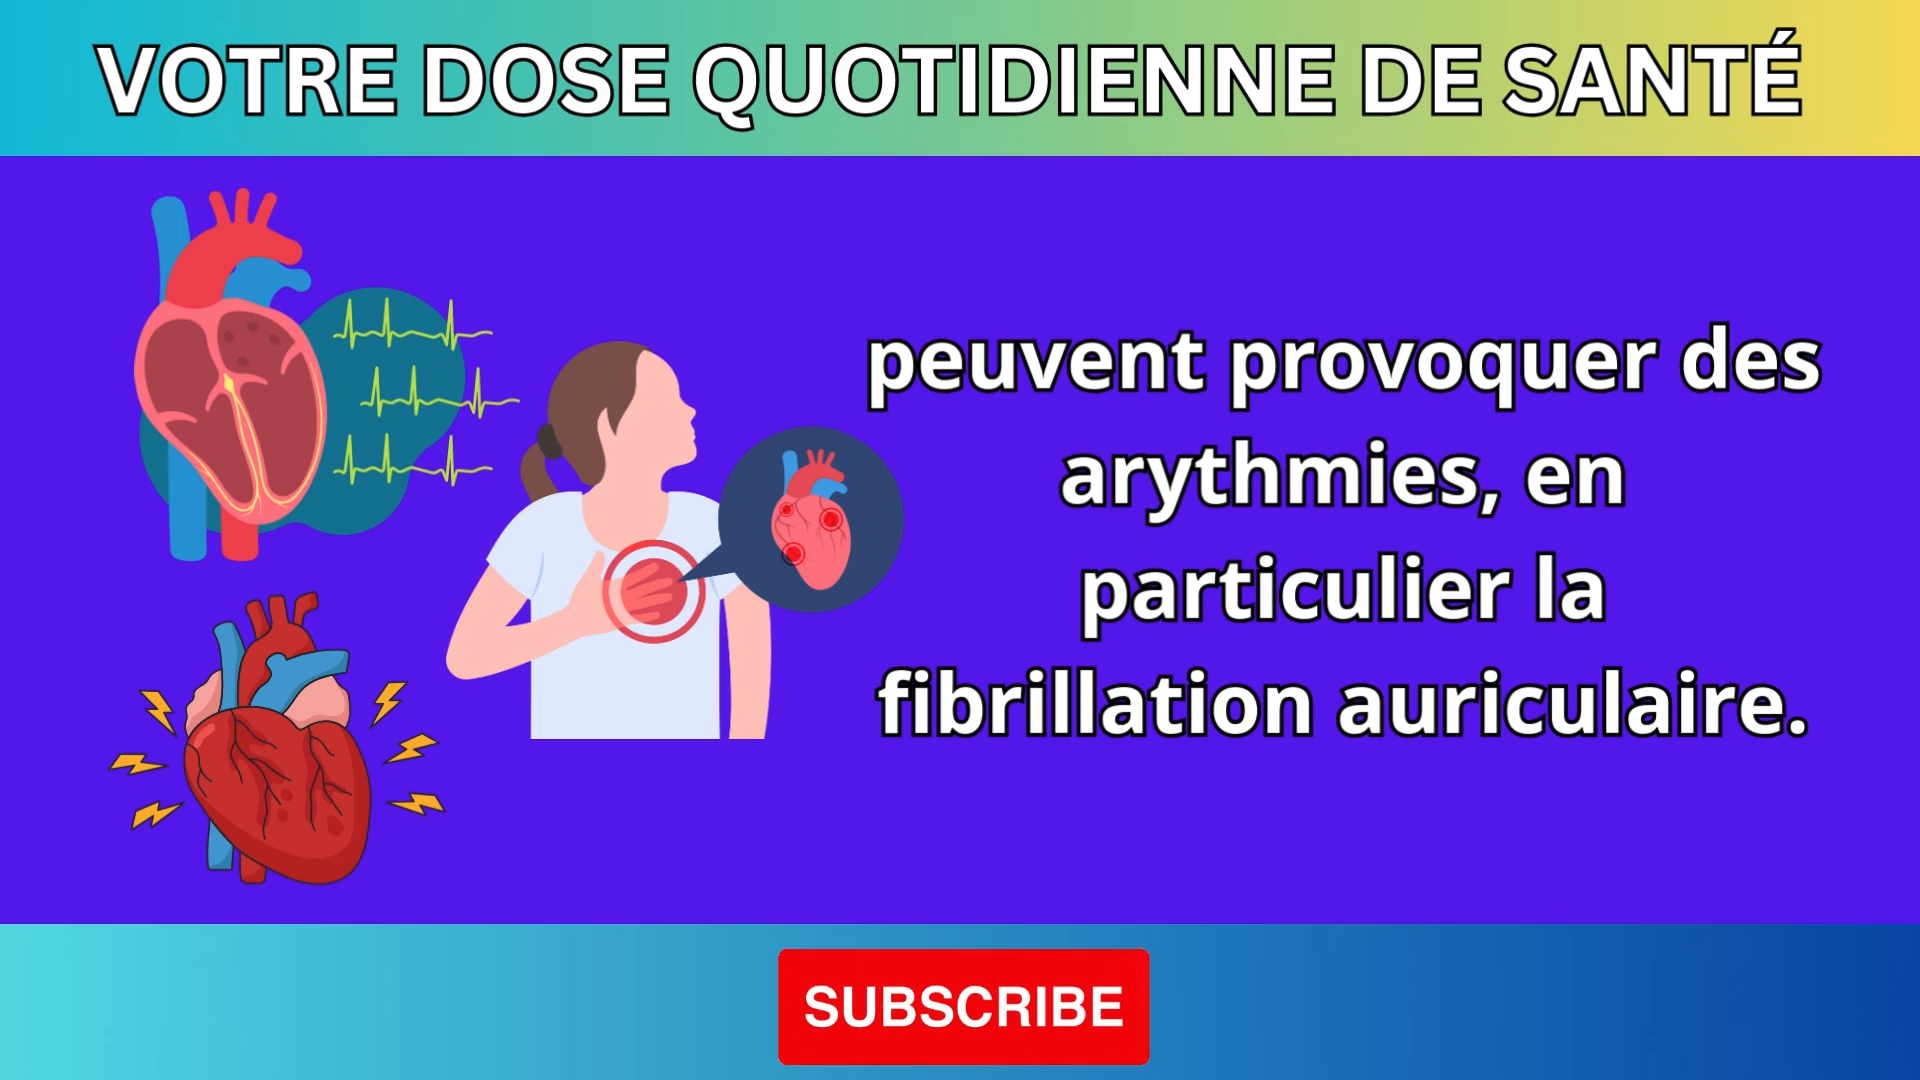 VOTRE DOSE QUOTIDIENNE DE SANTÉ
peuvent provoquer des
arythmies, en
particulier la
fibrillation auriculaire.
SUBSCRIBE